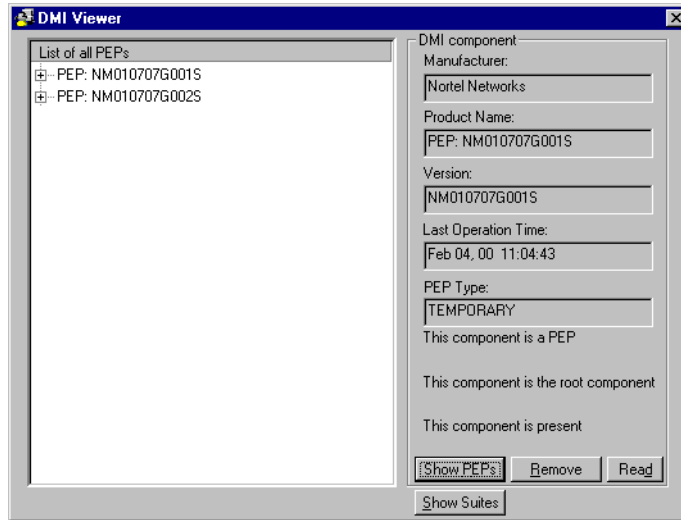 DMI Viewer
List of all PEPs
PEP: NM010707G001S
PEP: NM010707G002S
DMI component
Manufacturer:
Nortel Networks
Product Name:
PEP: NM010707G001S
Version:
NM010707G001S
Last Operation Time:
Feb 04, 00  11:04:43
PEP Type:
TEMPORARY
This component is a PEP
This component is the root component
This component is present
Show PEPs Remove Read
Show Suites